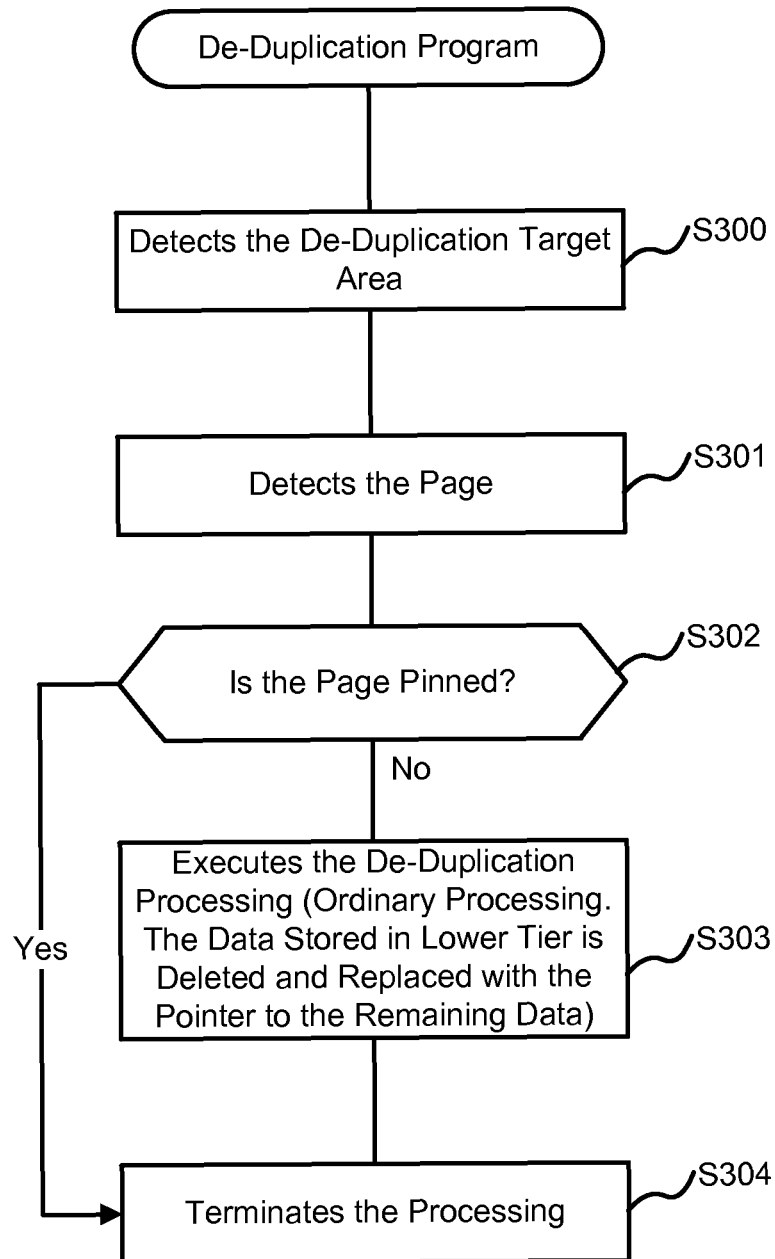 De-Duplication Program
Detects the De-Duplication Target
Area
S300
Detects the Page
S301
Is the Page Pinned?
S302
No
Yes
Executes the De-Duplication
Processing (Ordinary Processing.
The Data Stored in Lower Tier is
Deleted and Replaced with the
Pointer to the Remaining Data)
S303
Terminates the Processing
S304